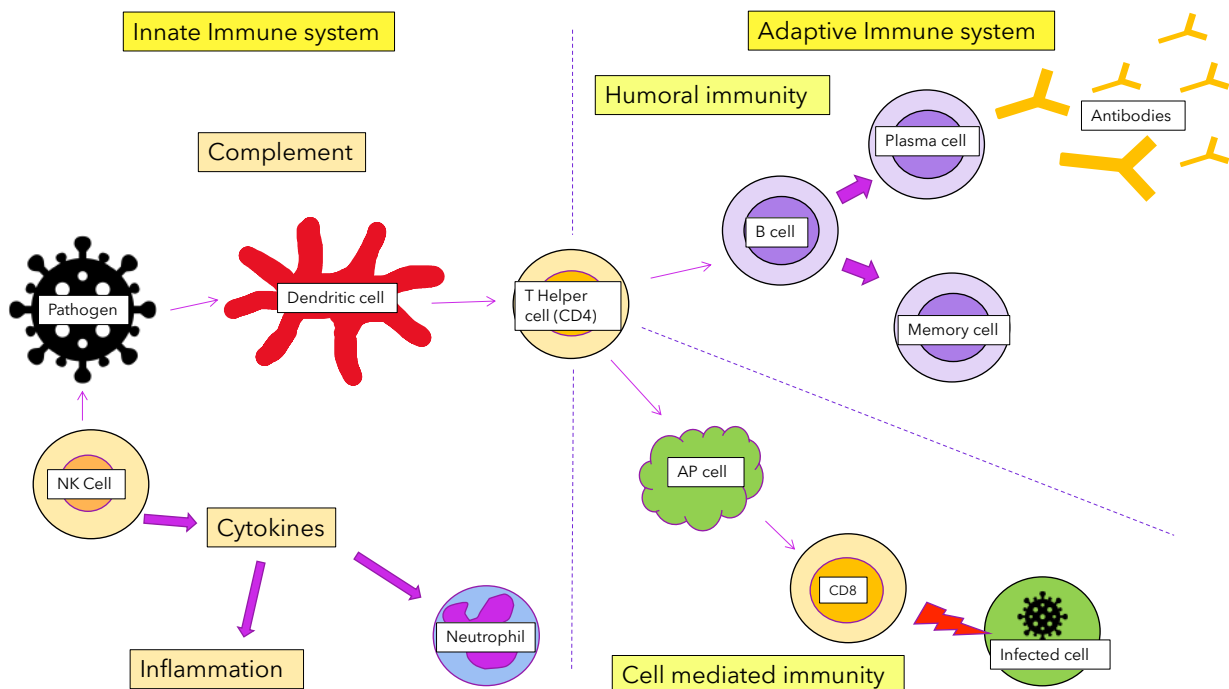 Innate Immune system
Adaptive Immune system
Humoral immunity
Antibodies
Plasma cell
Complement
B cell
Pathogen
Dendritic cell
T Helper
cell (CD4)
Memory cell
NK Cell
AP cell
Cytokines
CD8
Neutrophil
Infected cell
Inflammation
Cell mediated immunity